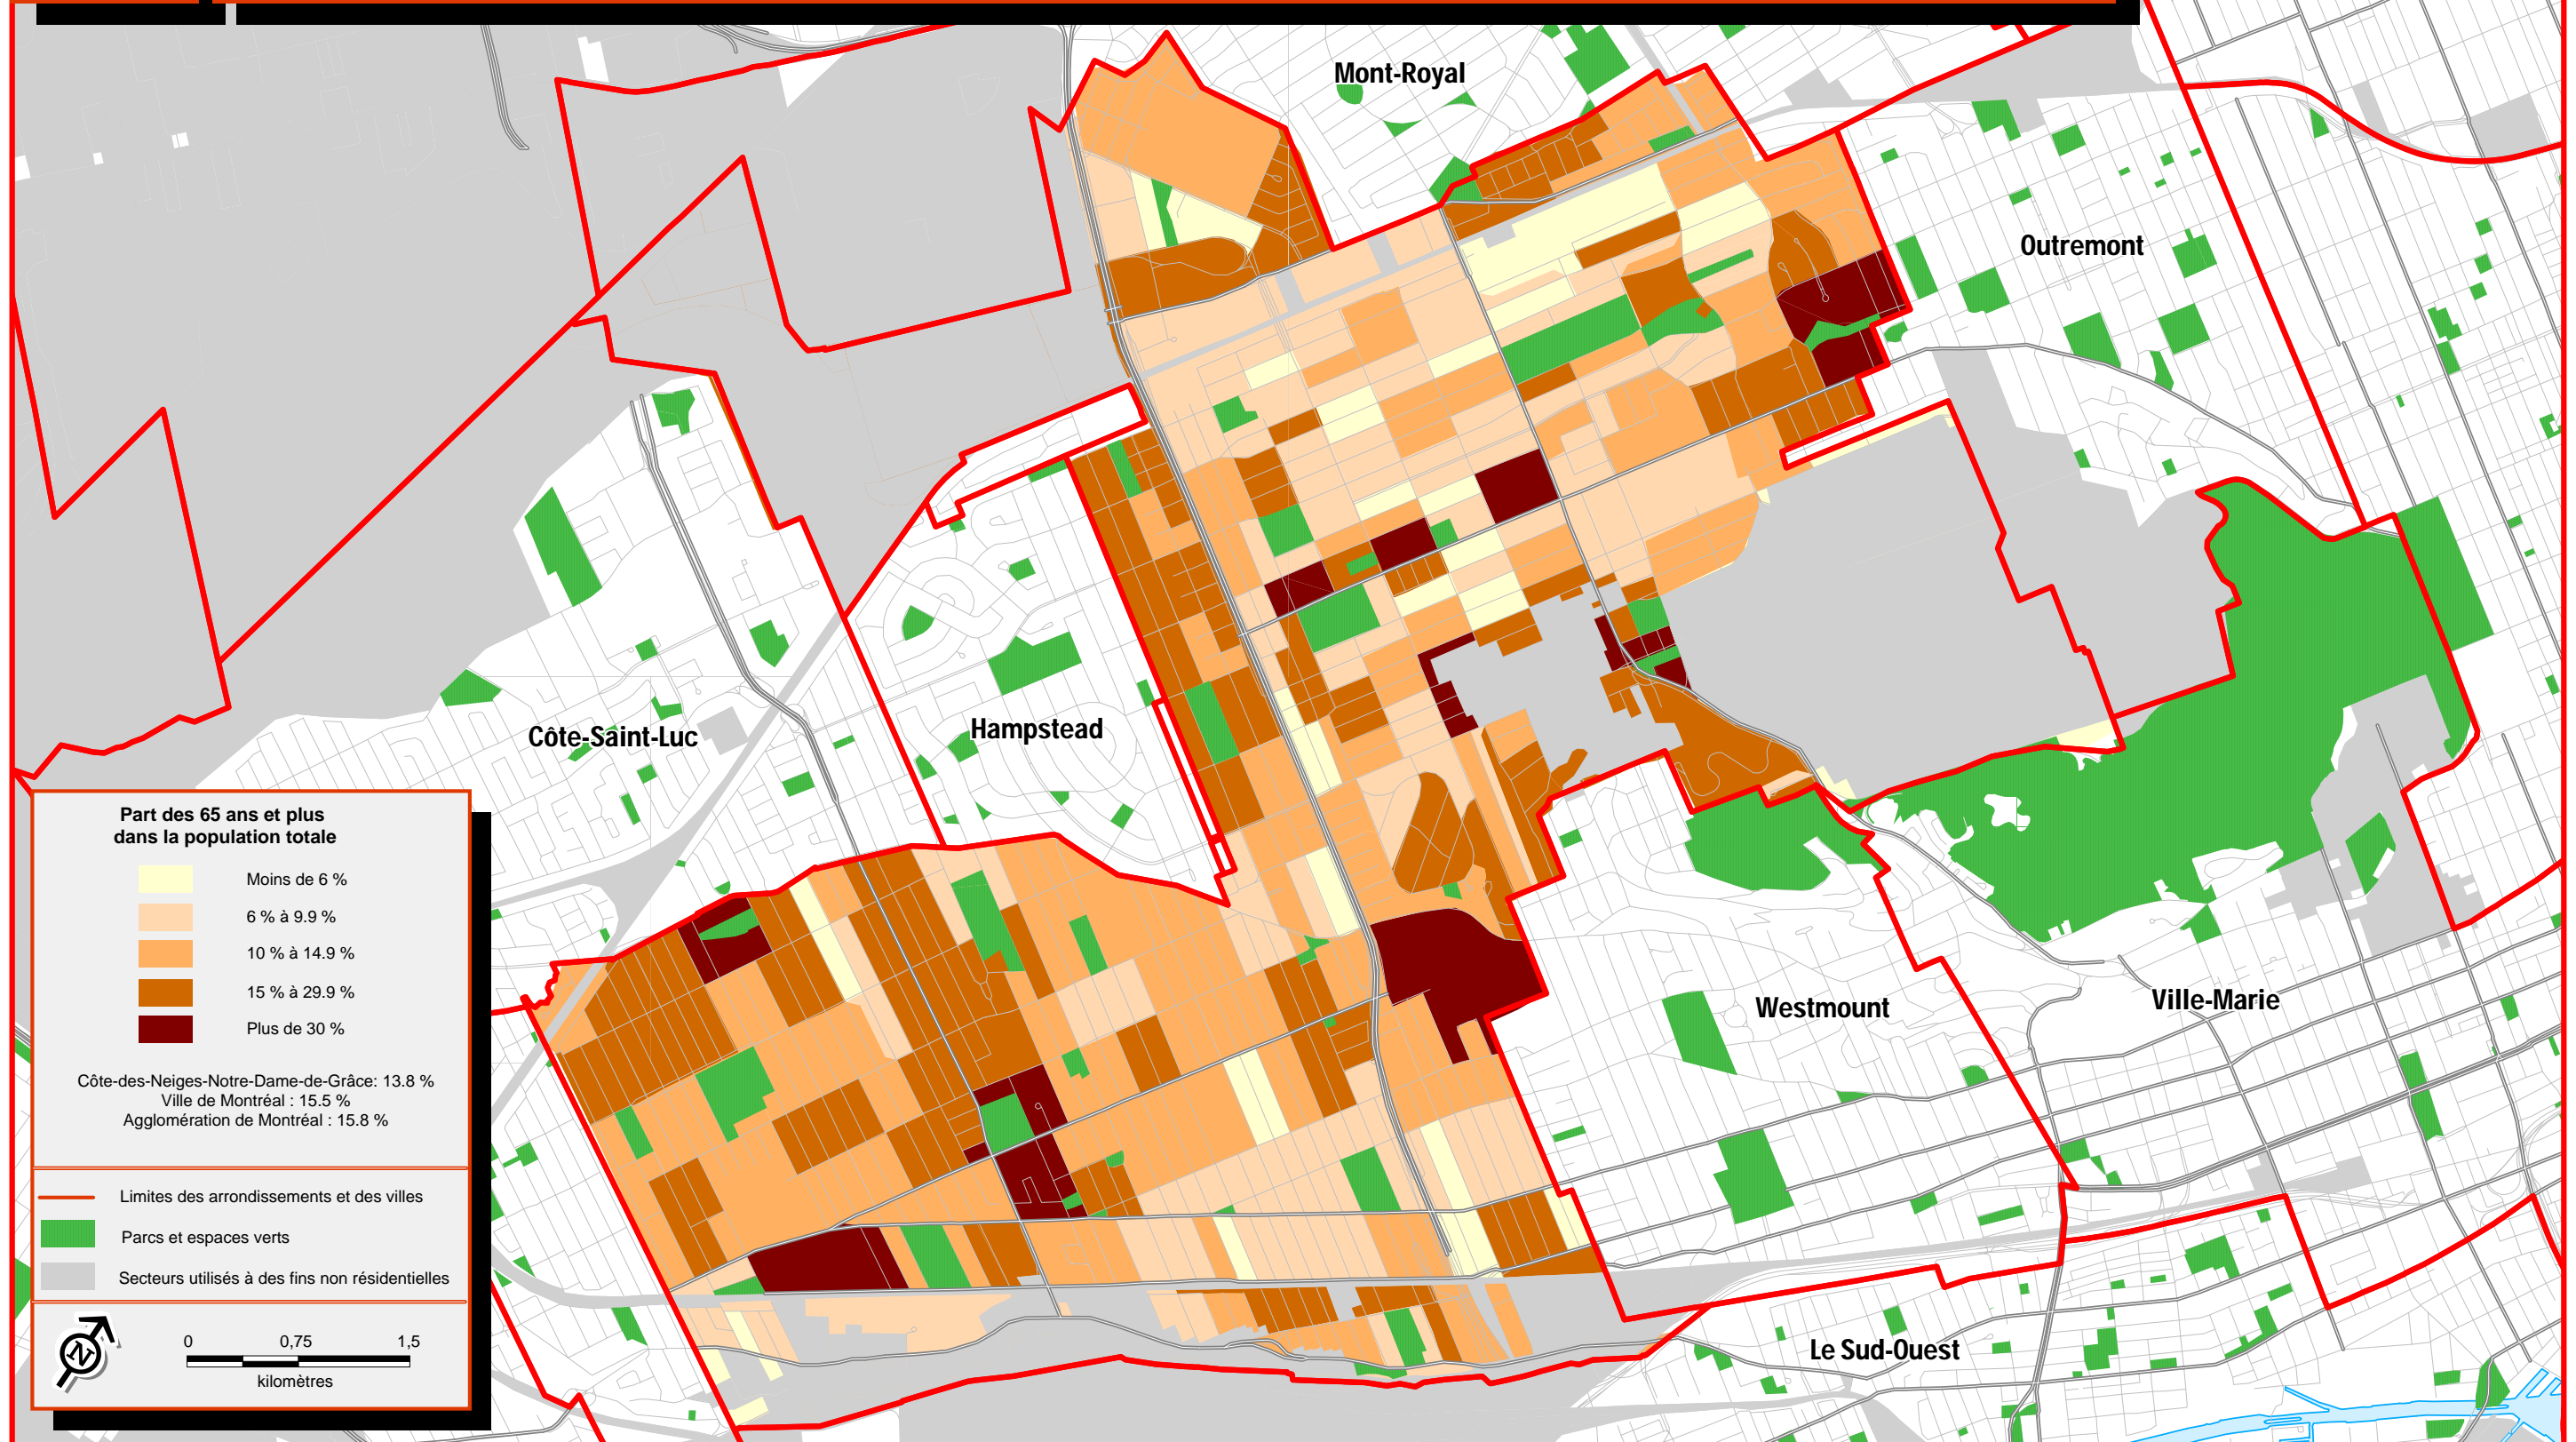 Mont-Royal
Outremont
Côte-Saint-Luc
Hampstead
Westmount
Ville-Marie
Le Sud-Ouest
Part des 65 ans et plus
dans la population totale
Moins de 6 %
6 % à 9.9 %
10 % à 14.9 %
15 % à 29.9 %
Plus de 30 %
Côte-des-Neiges-Notre-Dame-de-Grâce: 13.8 %
Ville de Montréal : 15.5 %
Agglomération de Montréal : 15.8 %
Limites des arrondissements et des villes
Parcs et espaces verts
Secteurs utilisés à des fins non résidentielles
N
0 0,75 1,5
kilomètres